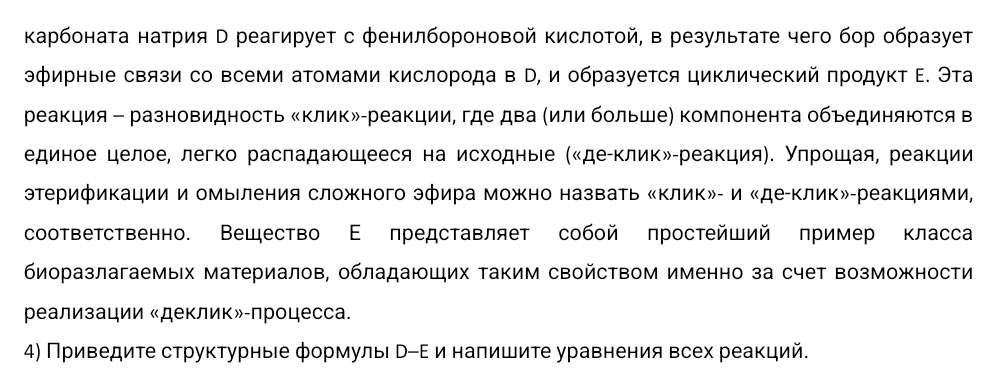 карбоната натрия D реагирует с фенилбороновой кислотой, в результате чего бор образует
эфирные связи со всеми атомами кислорода в D, и образуется циклический продукт E. Эта
реакция – разновидность «клик»-реакции, где два (или больше) компонента объединяются в
единое целое, легко распадающееся на исходные («де-клик»-реакция). Упрощая, реакции
этерификации и омыления сложного эфира можно назвать «клик»- и «де-клик»-реакциями,
соответственно. Вещество E представляет собой простейший пример класса
биоразлагаемых материалов, обладающих таким свойством именно за счет возможности
реализации «деклик»-процесса.
4) Приведите структурные формулы D–E и напишите уравнения всех реакций.